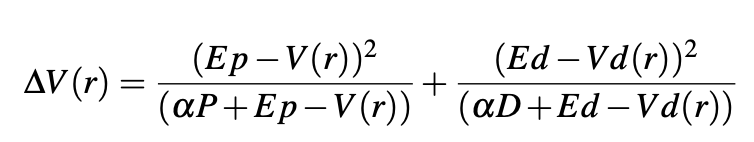 ΔV(r) = (Ep − V(r))² / (αP + Ep − V(r)) + (Ed − Vd(r))² / (αD + Ed − Vd(r))